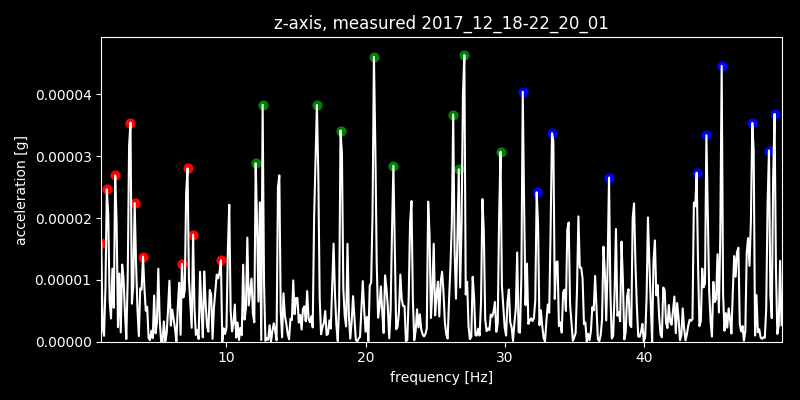 z-axis, measured 2017_12_18-22_20_01
acceleration [g]
0.00004
0.00003
0.00002
0.00001
0.00000
10 20 30 40
frequency [Hz]